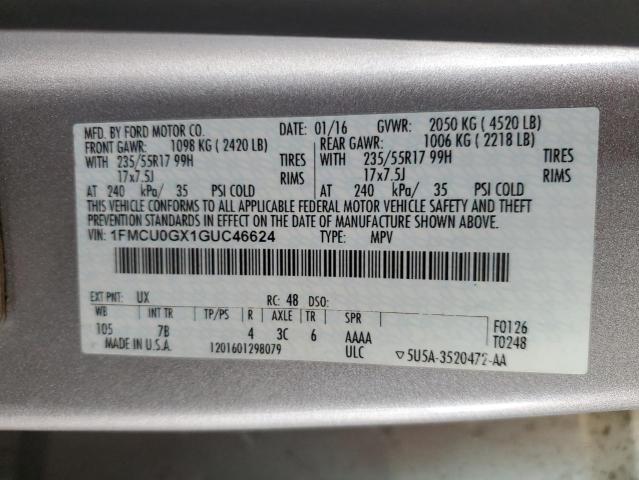 MFD. BY FORD MOTOR CO. DATE: 01/16 GVWR: 2050 KG ( 4520 LB)
FRONT GAWR: 1098 KG ( 2420 LB) REAR GAWR: 1006 KG ( 2218 LB)
WITH 235/55R17 99H TIRES WITH 235/55R17 99H TIRES
17x7.5J RIMS 17x7.5J RIMS
AT 240 kPa/ 35 PSI COLD AT 240 kPa/ 35 PSI COLD
THIS VEHICLE CONFORMS TO ALL APPLICABLE FEDERAL MOTOR VEHICLE SAFETY AND THEFT
PREVENTION STANDARDS IN EFFECT ON THE DATE OF MANUFACTURE SHOWN ABOVE.
VIN: 1FMCU0GX1GUC46624 TYPE: MPV
EXT PNT: UX RC: 48 DSO:
WB INT TR TP/PS R AXLE TR SPR F0126
105 7B 4 3C 6 AAAA T0248
MADE IN U.S.A. 1201601298079 ULC ▽5U5A-3520472-AA